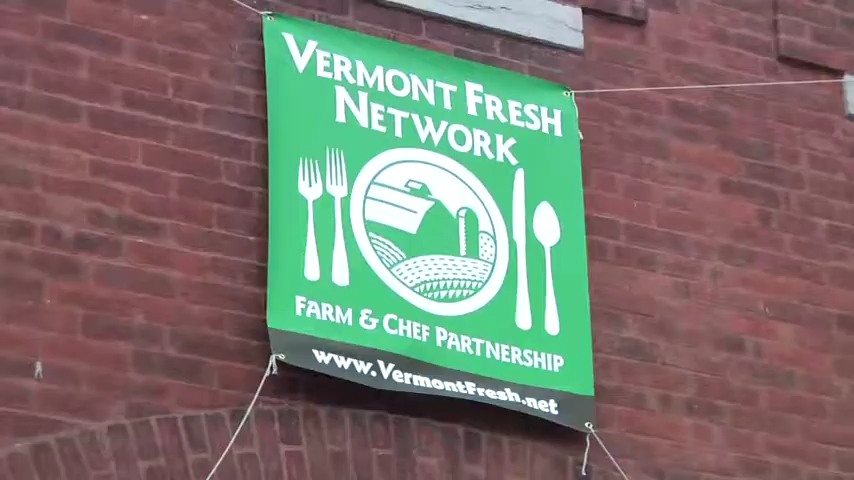 VERMONT FRESH
NETWORK
FARM & CHEF PARTNERSHIP
www.VermontFresh.net